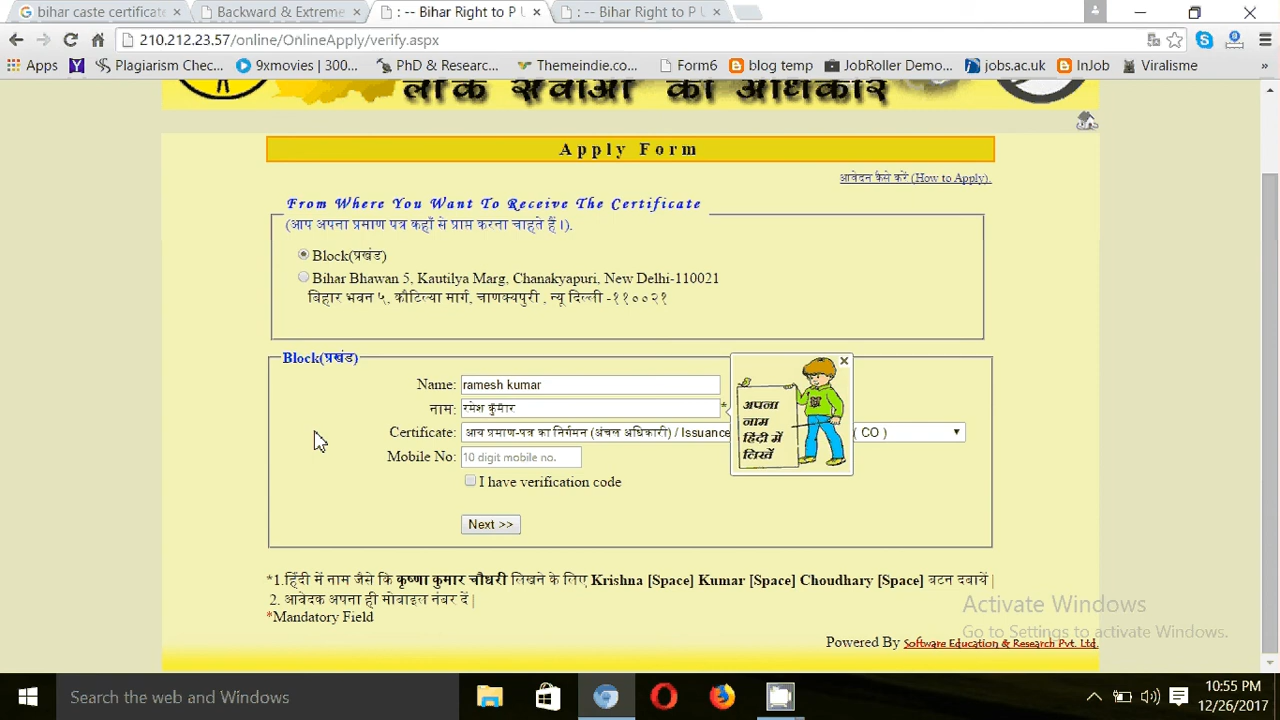 bihar caste certificate
Backward & Extreme
: -- Bihar Right to P U
: -- Bihar Right to P U
210.212.23.57/online/OnlineApply/verify.aspx
Apps
Plagiarism Chec...
9xmovies | 300...
PhD & Researc...
Themeindie.co...
Form6
blog temp
JobRoller Demo...
jobs.ac.uk
InJob
Viralisme
लोक सेवाओं का अधिकार
Apply Form
आवेदन कैसे करें (How to Apply).
From Where You Want To Receive The Certificate
(आप अपना प्रमाण पत्र कहाँ से प्राप्त करना चाहते हैं ।).
Block(प्रखंड)
Bihar Bhawan 5, Kautilya Marg, Chanakyapuri, New Delhi-110021
बिहार भवन ५, कौटिल्या मार्ग, चाणक्यपुरी , न्यू दिल्ली -११००२१
Block(प्रखंड)
Name: ramesh kumar
नाम: रमेश कुमार *
Certificate: आय प्रमाण-पत्र का निर्गमन (अंचल अधिकारी) / Issuance ( CO )
Mobile No: 10 digit mobile no.
I have verification code
Next >>
अपना
नाम
हिंदी में
लिखें
*1.हिंदी में नाम जैसे कि कृष्णा कुमार चौधरी लिखने के लिए Krishna [Space] Kumar [Space] Choudhary [Space] बटन दबायें |
2. आवेदक अपना ही मोबाइल नंबर दें |
*Mandatory Field
Activate Windows
Go to Settings to activate Windows.
Powered By Software Education & Research Pvt. Ltd.
Search the web and Windows
10:55 PM
12/26/2017